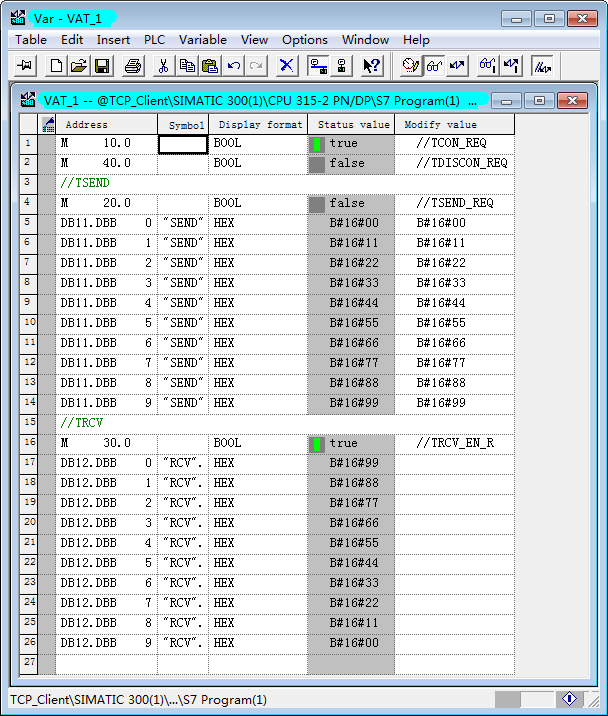 Var - VAT_1
Table Edit Insert PLC Variable View Options Window Help
VAT_1 -- @TCP_Client\SIMATIC 300(1)\CPU 315-2 PN/DP\S7 Program(1) ...
Address Symbol Display format Status value Modify value
1 M 10.0 BOOL true //TCON_REQ
2 M 40.0 BOOL false //TDISCON_REQ
3 //TSEND
4 M 20.0 BOOL false //TSEND_REQ
5 DB11.DBB 0 "SEND" HEX B#16#00 B#16#00
6 DB11.DBB 1 "SEND" HEX B#16#11 B#16#11
7 DB11.DBB 2 "SEND" HEX B#16#22 B#16#22
8 DB11.DBB 3 "SEND" HEX B#16#33 B#16#33
9 DB11.DBB 4 "SEND" HEX B#16#44 B#16#44
10 DB11.DBB 5 "SEND" HEX B#16#55 B#16#55
11 DB11.DBB 6 "SEND" HEX B#16#66 B#16#66
12 DB11.DBB 7 "SEND" HEX B#16#77 B#16#77
13 DB11.DBB 8 "SEND" HEX B#16#88 B#16#88
14 DB11.DBB 9 "SEND" HEX B#16#99 B#16#99
15 //TRCV
16 M 30.0 BOOL true //TRCV_EN_R
17 DB12.DBB 0 "RCV". HEX B#16#99
18 DB12.DBB 1 "RCV". HEX B#16#88
19 DB12.DBB 2 "RCV". HEX B#16#77
20 DB12.DBB 3 "RCV". HEX B#16#66
21 DB12.DBB 4 "RCV". HEX B#16#55
22 DB12.DBB 5 "RCV". HEX B#16#44
23 DB12.DBB 6 "RCV". HEX B#16#33
24 DB12.DBB 7 "RCV". HEX B#16#22
25 DB12.DBB 8 "RCV". HEX B#16#11
26 DB12.DBB 9 "RCV". HEX B#16#00
27
TCP_Client\SIMATIC 300(1)\...\S7 Program(1)